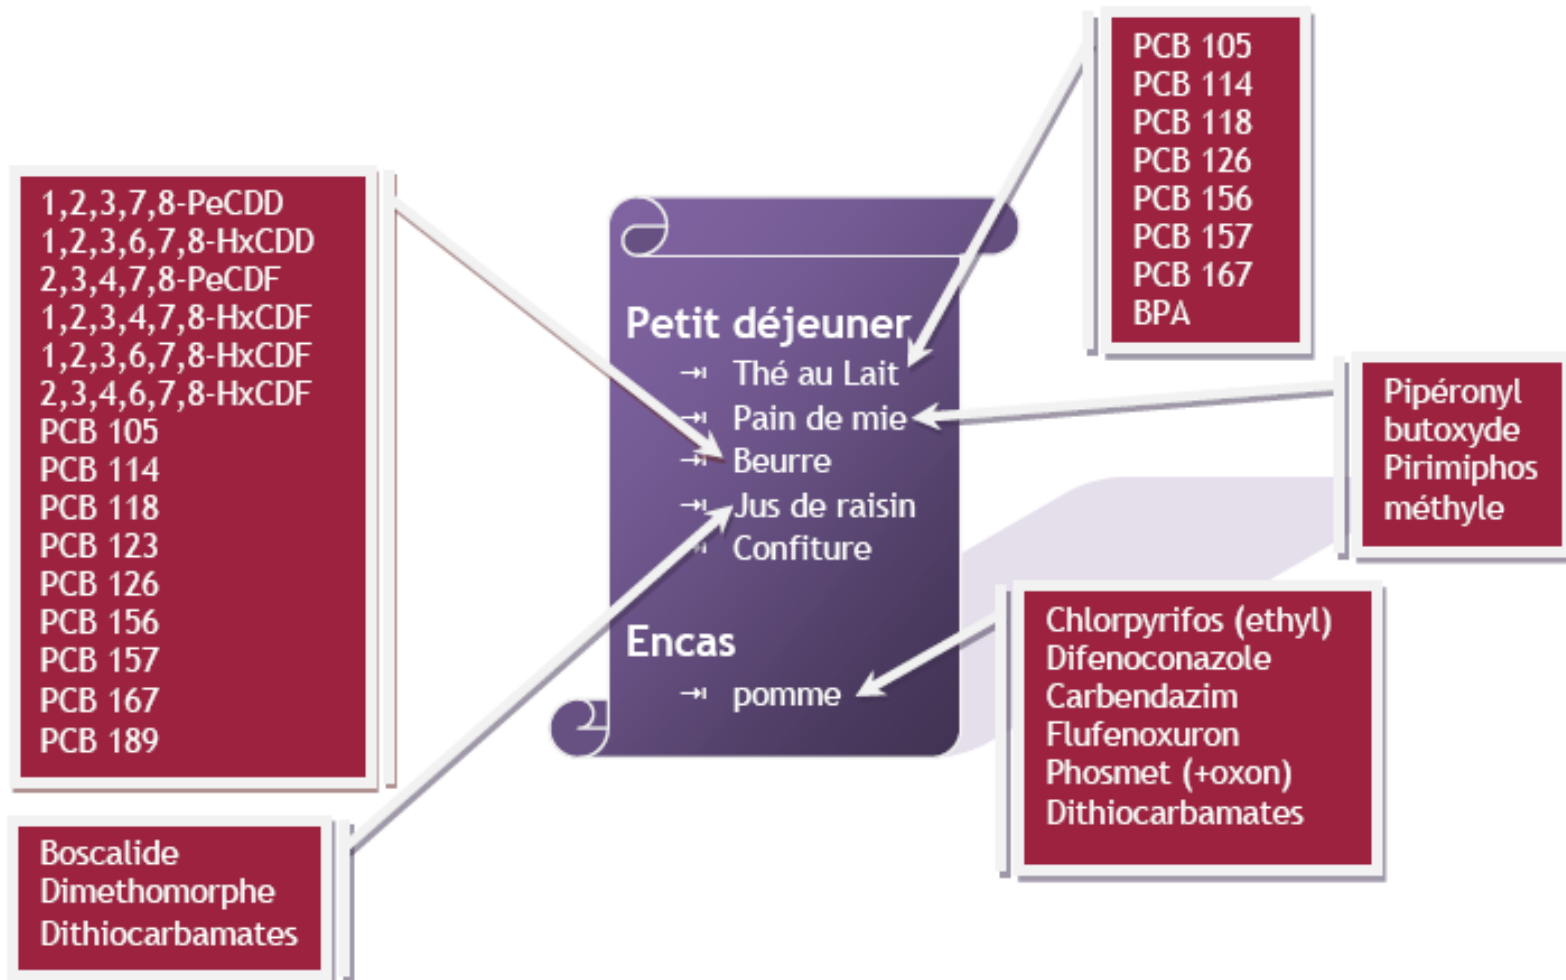 1,2,3,7,8-PeCDD
1,2,3,6,7,8-HxCDD
2,3,4,7,8-PeCDF
1,2,3,4,7,8-HxCDF
1,2,3,6,7,8-HxCDF
2,3,4,6,7,8-HxCDF
PCB 105
PCB 114
PCB 118
PCB 123
PCB 126
PCB 156
PCB 157
PCB 167
PCB 189
Boscalide
Dimethomorphe
Dithiocarbamates
Petit déjeuner
Thé au Lait
Pain de mie
Beurre
Jus de raisin
Confiture
Encas
pomme
PCB 105
PCB 114
PCB 118
PCB 126
PCB 156
PCB 157
PCB 167
BPA
Pipéronyl
butoxyde
Pirimiphos
méthyle
Chlorpyrifos (ethyl)
Difenoconazole
Carbendazim
Flufenoxuron
Phosmet (+oxon)
Dithiocarbamates